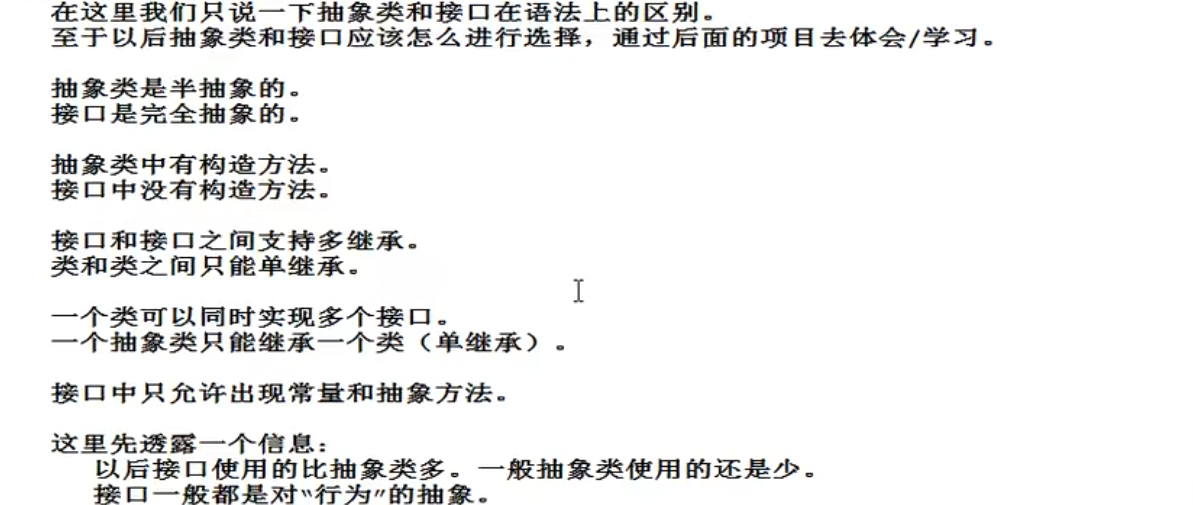 在这里我们只说一下抽象类和接口在语法上的区别。
至于以后抽象类和接口应该怎么进行选择，通过后面的项目去体会/学习。
抽象类是半抽象的。
接口是完全抽象的。
抽象类中有构造方法。
接口中没有构造方法。
接口和接口之间支持多继承。
类和类之间只能单继承。
一个类可以同时实现多个接口。
一个抽象类只能继承一个类（单继承）。
接口中只允许出现常量和抽象方法。
这里先透露一个信息：
以后接口使用的比抽象类多。一般抽象类使用的还是少。
接口一般都是对"行为"的抽象。